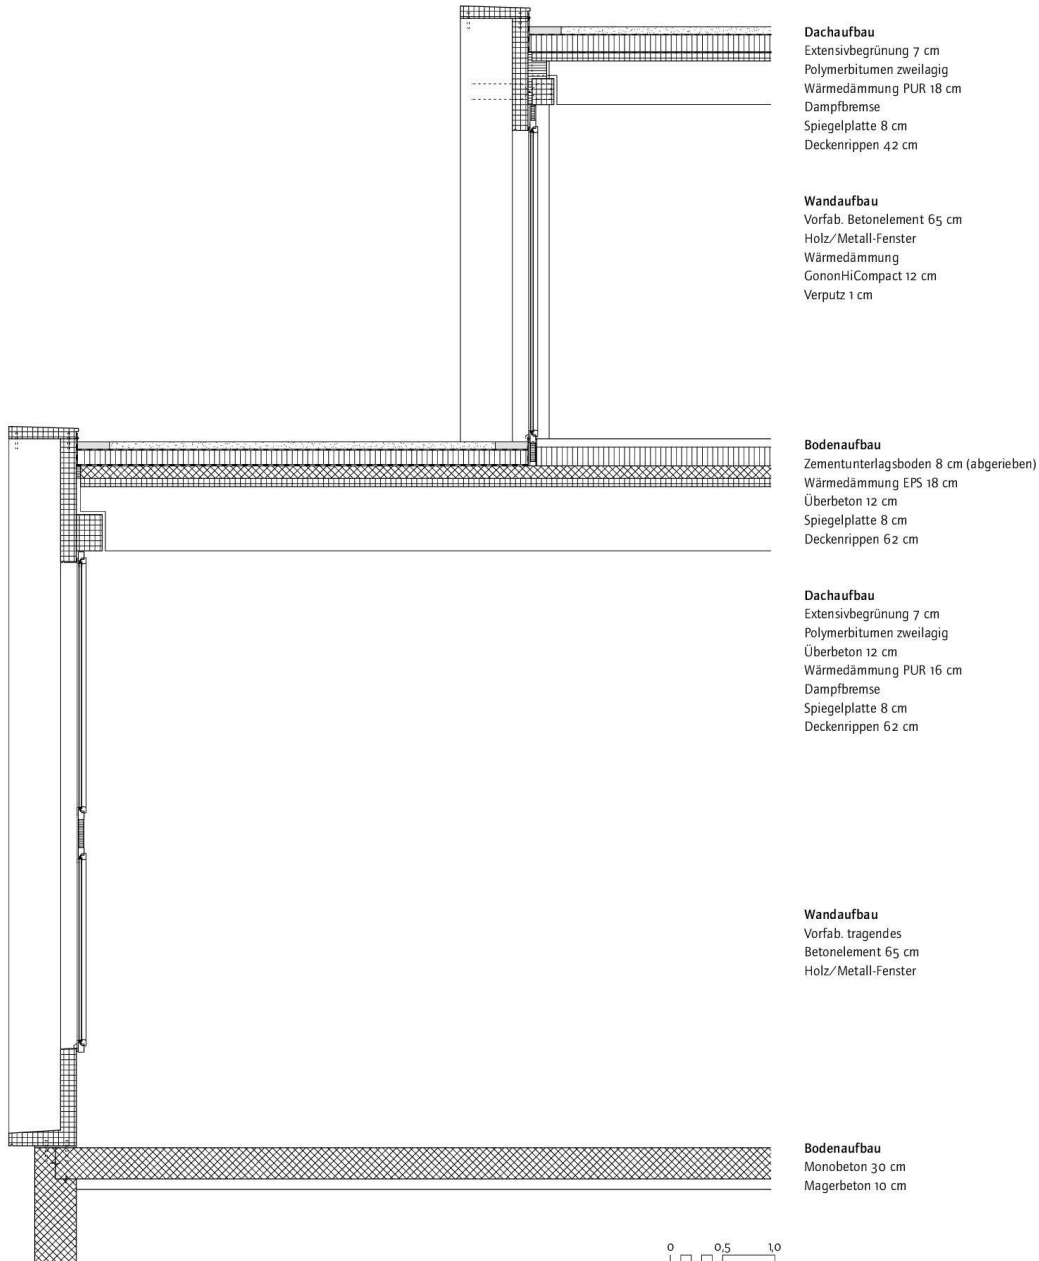 Dachaufbau
Extensivbegrünung 7 cm
Polymerbitumen zweilagig
Wärmedämmung PUR 18 cm
Dampfbremse
Spiegelplatte 8 cm
Deckenrippen 42 cm
Wandaufbau
Vorfab. Betonelement 65 cm
Holz/Metall-Fenster
Wärmedämmung
GononHiCompact 12 cm
Verputz 1 cm
Bodenaufbau
Zementunterlagsboden 8 cm (abgerieben)
Wärmedämmung EPS 18 cm
Überbeton 12 cm
Spiegelplatte 8 cm
Deckenrippen 62 cm
Dachaufbau
Extensivbegrünung 7 cm
Polymerbitumen zweilagig
Überbeton 12 cm
Wärmedämmung PUR 16 cm
Dampfbremse
Spiegelplatte 8 cm
Deckenrippen 62 cm
Wandaufbau
Vorfab. tragendes
Betonelement 65 cm
Holz/Metall-Fenster
Bodenaufbau
Monobeton 30 cm
Magerbeton 10 cm
0 0,5 1,0